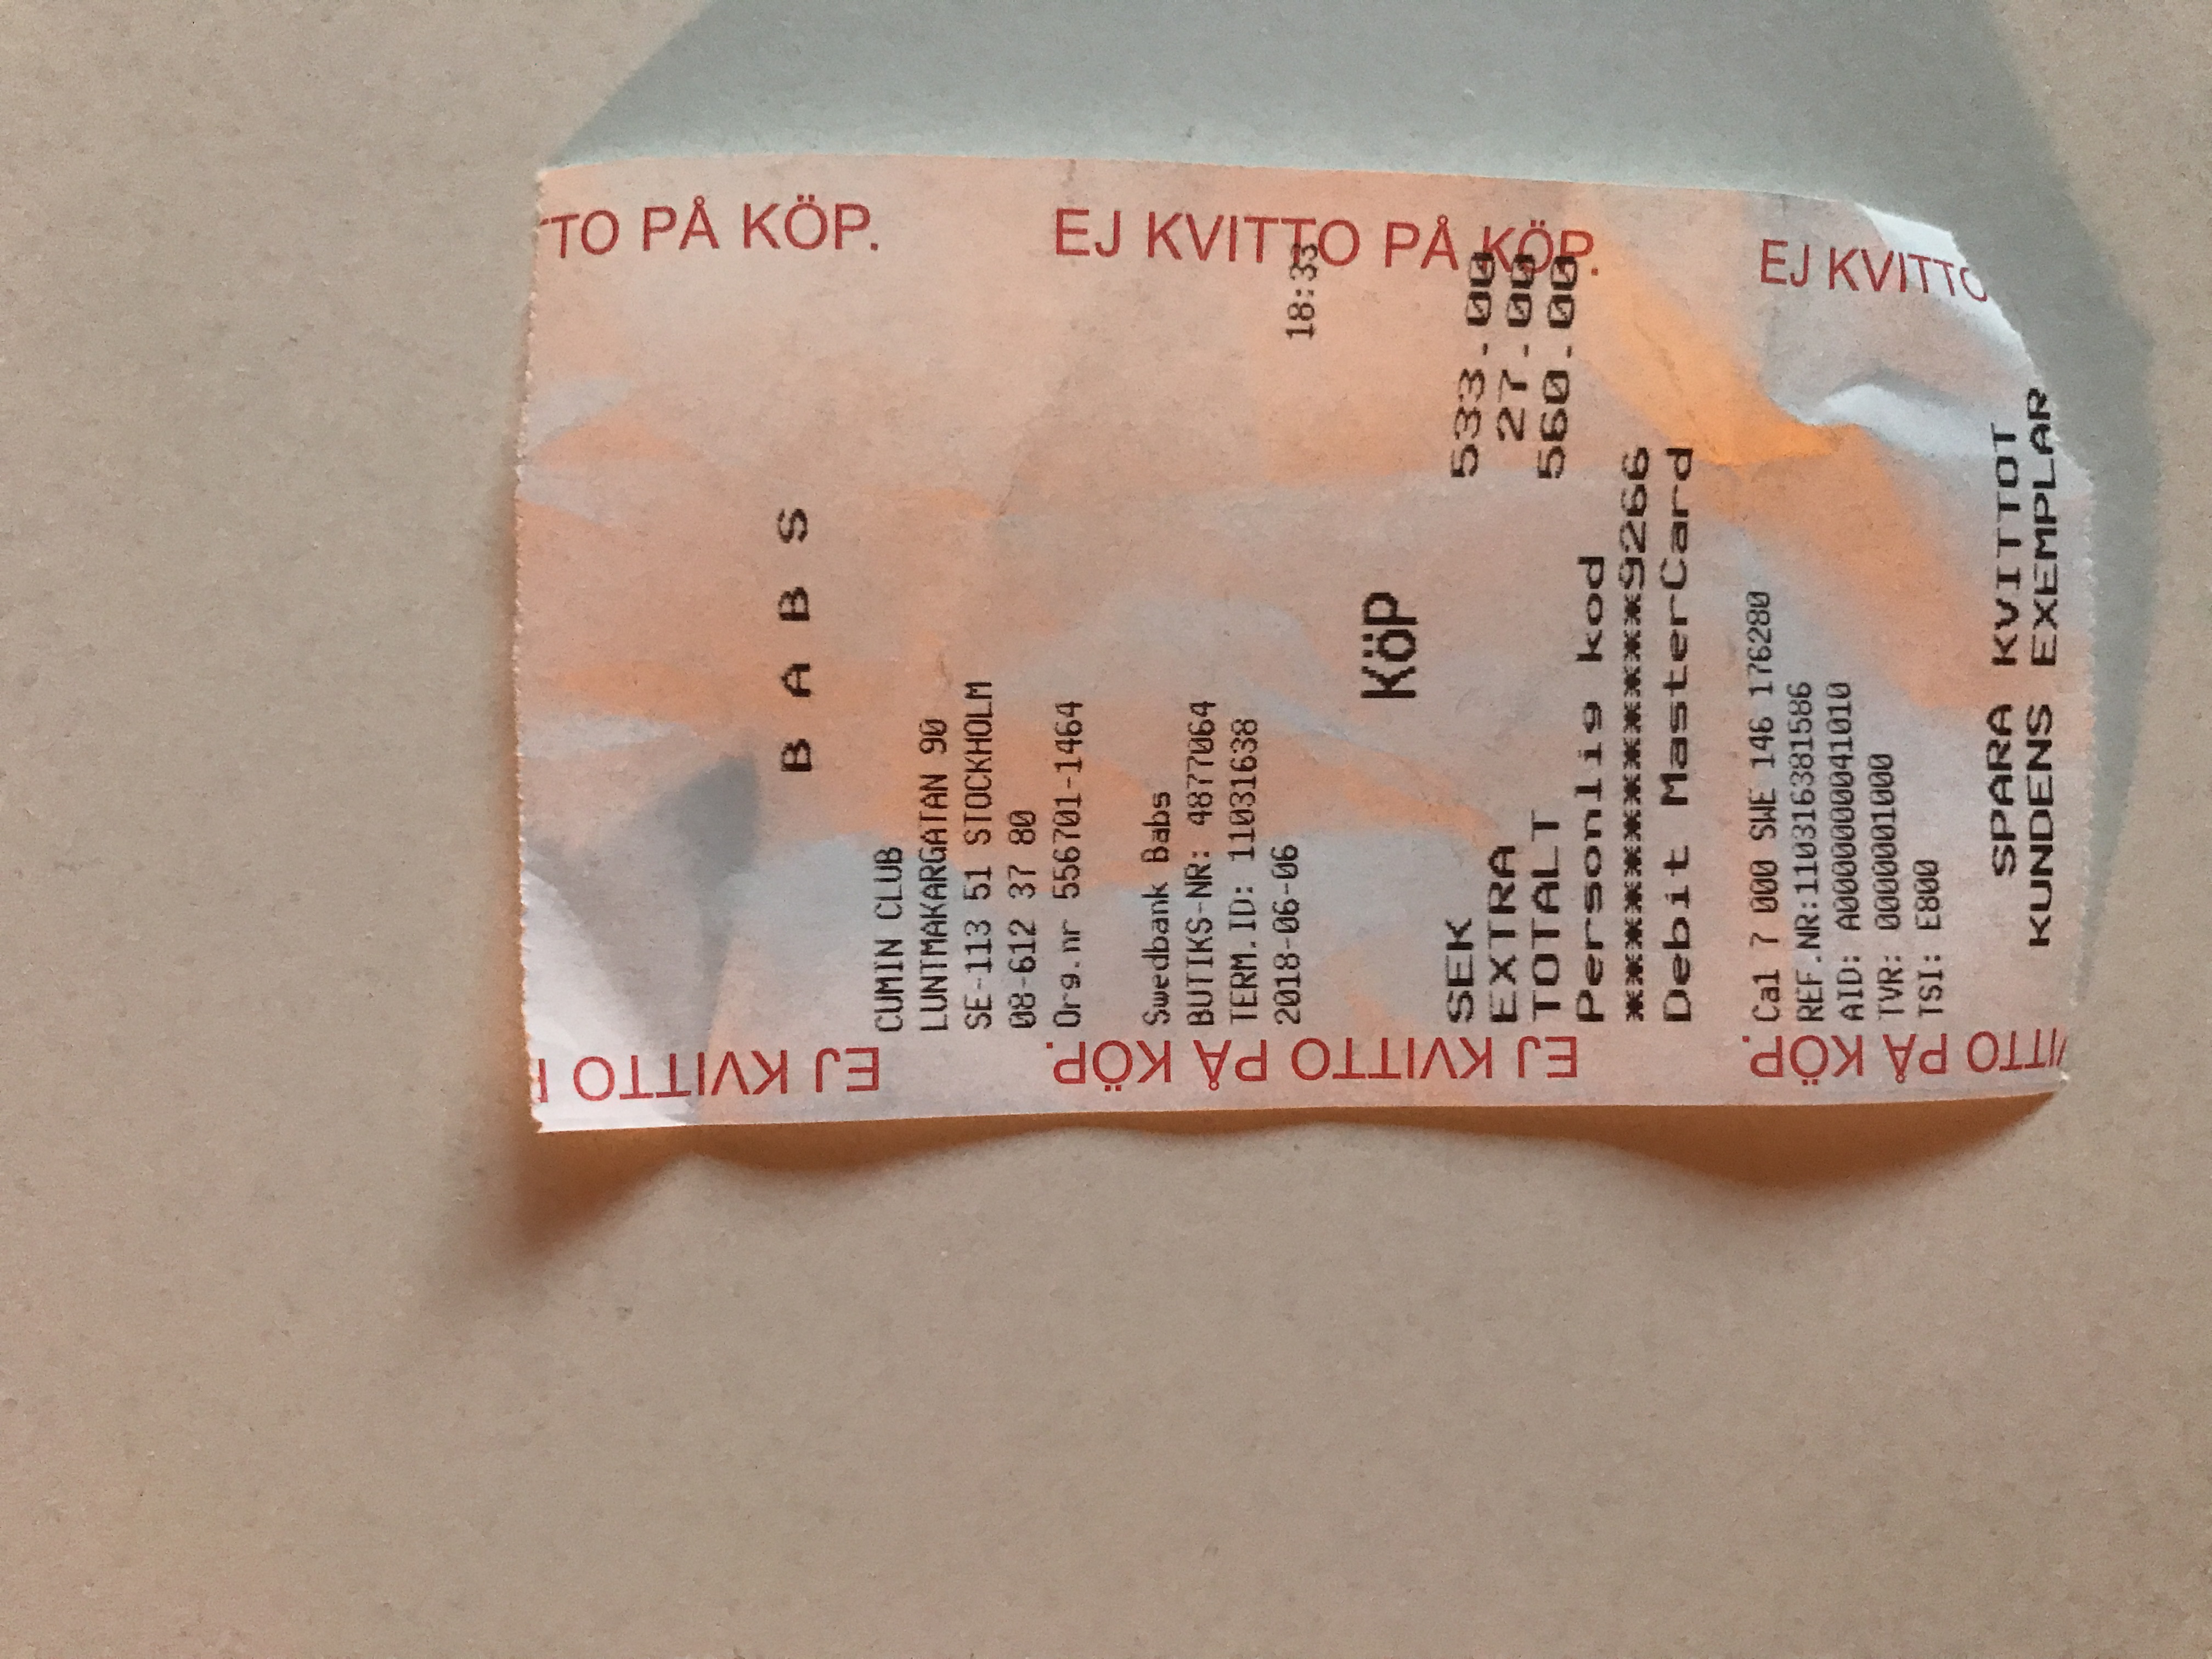 B A B S
CUMIN CLUB
LUNTMAKARGATAN 90
SE-113 51 STOCKHOLM
08-612 37 80
Org.nr 556701-1464
Swedbank Babs
BUTIKS-NR: 4877064
TERM.ID: 11031638
2018-06-06 18:33
KöP
SEK 533.00
EXTRA 27.00
TOTALT 560.00
Personlig kod
************9266
Debit MasterCard
Ca1 7 000 SWE 146 176280
REF.NR:110316381586
AID: A0000000041010
TVR: 0000001000
TSI: E800
SPARA KVITTOT
KUNDENS EXEMPLAR
EJ KVITTO
EJ KVITTO PÅ KÖP.
VITTO PÅ KÖP.
TTO PÅ KÖP.
EJ KVITTO PÅ KÖP.
EJ KVITTO